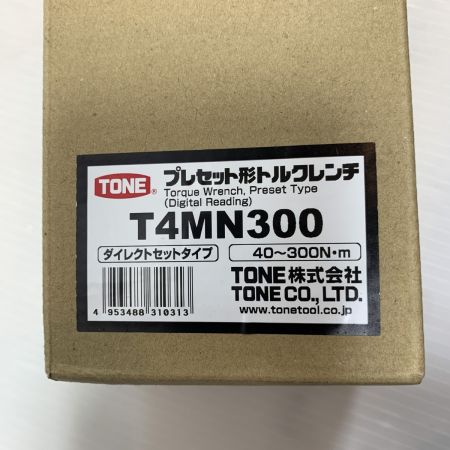 TONE
プレセット形トルクレンチ
Torque Wrench, Preset Type
(Digital Reading)
T4MN300
ダイレクトセットタイプ
40～300N・m
4 953488 310313
TONE株式会社
TONE CO., LTD.
www.tonetool.co.jp